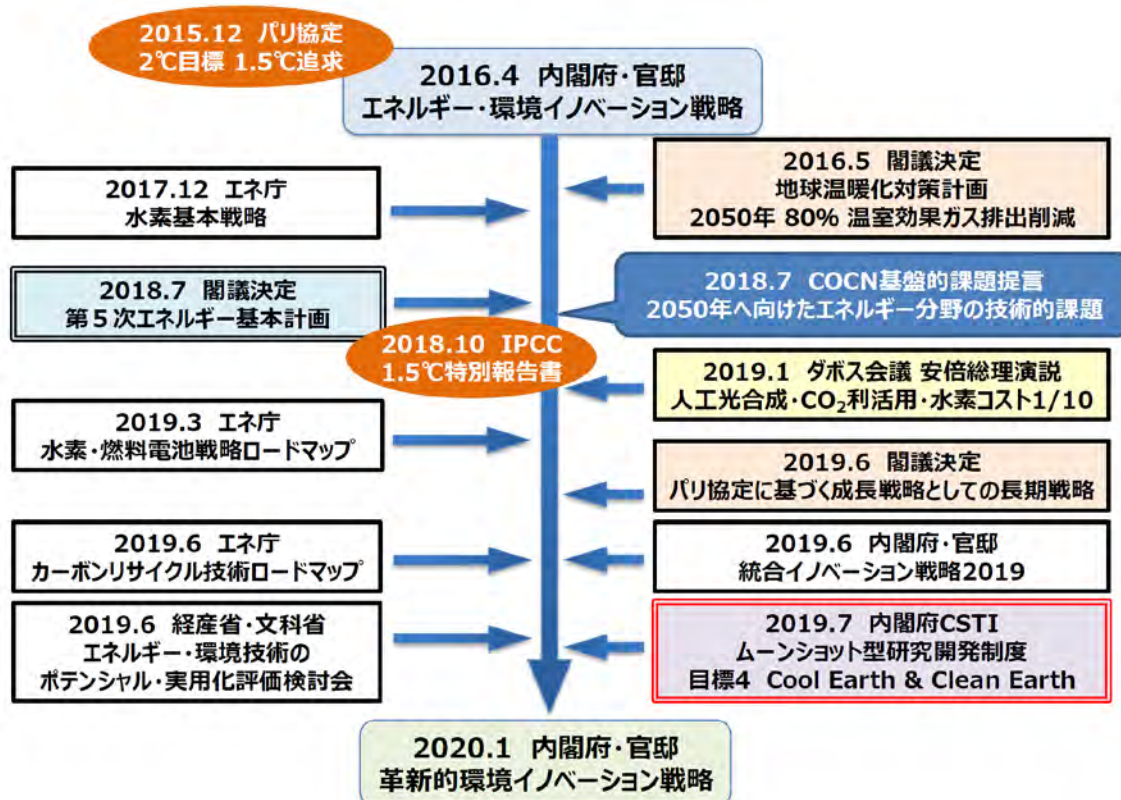 2015.12 パリ協定
2℃目標 1.5℃追求
2016.4 内閣府・官邸
エネルギー・環境イノベーション戦略
2016.5 閣議決定
地球温暖化対策計画
2050年 80% 温室効果ガス排出削減
2017.12 エネ庁
水素基本戦略
2018.7 閣議決定
第5次エネルギー基本計画
2018.7 COCN基盤的課題提言
2050年へ向けたエネルギー分野の技術的課題
2018.10 IPCC
1.5℃特別報告書
2019.1 ダボス会議 安倍総理演説
人工光合成・CO₂利活用・水素コスト1/10
2019.3 エネ庁
水素・燃料電池戦略ロードマップ
2019.6 閣議決定
パリ協定に基づく成長戦略としての長期戦略
2019.6 エネ庁
カーボンリサイクル技術ロードマップ
2019.6 内閣府・官邸
統合イノベーション戦略2019
2019.6 経産省・文科省
エネルギー・環境技術の
ポテンシャル・実用化評価検討会
2019.7 内閣府CSTI
ムーンショット型研究開発制度
目標4 Cool Earth & Clean Earth
2020.1 内閣府・官邸
革新的環境イノベーション戦略